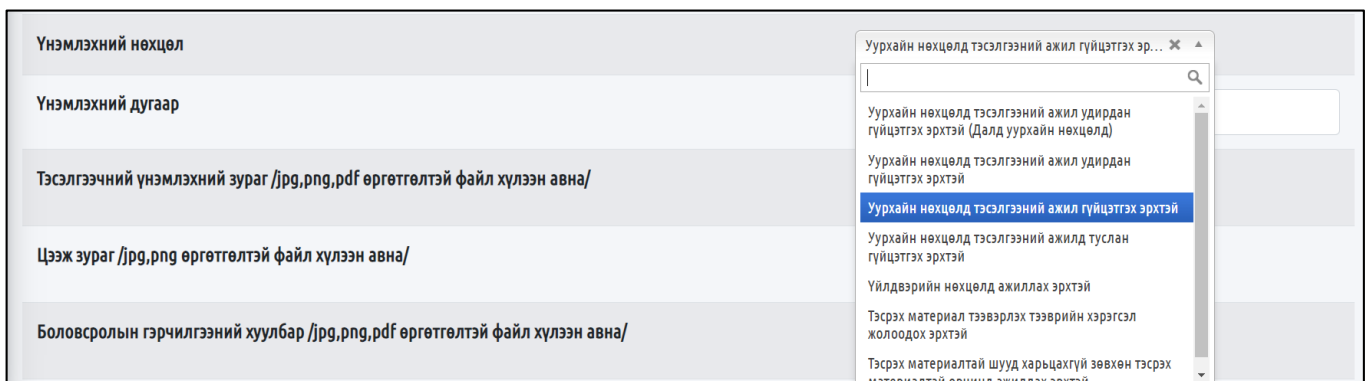 Үнэмлэхний нөхцөл
Уурхайн нөхцөлд тэсэлгээний ажил гүйцэтгэх эр...
Үнэмлэхний дугаар
Уурхайн нөхцөлд тэсэлгээний ажил удирдан
гүйцэтгэх эрхтэй (Далд уурхайн нөхцөлд)
Уурхайн нөхцөлд тэсэлгээний ажил удирдан
гүйцэтгэх эрхтэй
Тэсэлгээчний үнэмлэхний зураг /jpg,png,pdf өргөтгөлтэй файл хүлээн авна/
Уурхайн нөхцөлд тэсэлгээний ажил гүйцэтгэх эрхтэй
Уурхайн нөхцөлд тэсэлгээний ажилд туслан
гүйцэтгэх эрхтэй
Цээж зураг /jpg,png өргөтгөлтэй файл хүлээн авна/
Үйлдвэрийн нөхцөлд ажиллах эрхтэй
Тэсрэх материал тээвэрлэх тээврийн хэрэгсэл
жолоодох эрхтэй
Боловсролын гэрчилгээний хуулбар /jpg,png,pdf өргөтгөлтэй файл хүлээн авна/
Тэсрэх материалтай шууд харьцахгүй зөвхөн тэсрэх
материалтай орчинд ажиллах эрхтэй